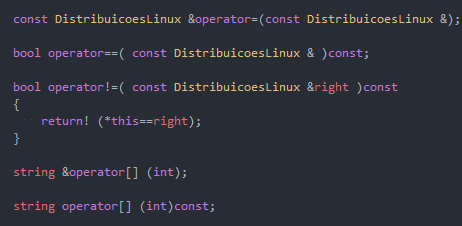 const DistribuicoesLinux &operator=(const DistribuicoesLinux &);
bool operator==( const DistribuicoesLinux & )const;
bool operator!=( const DistribuicoesLinux &right )const
{
return! (*this==right);
}
string &operator[] (int);
string operator[] (int)const;